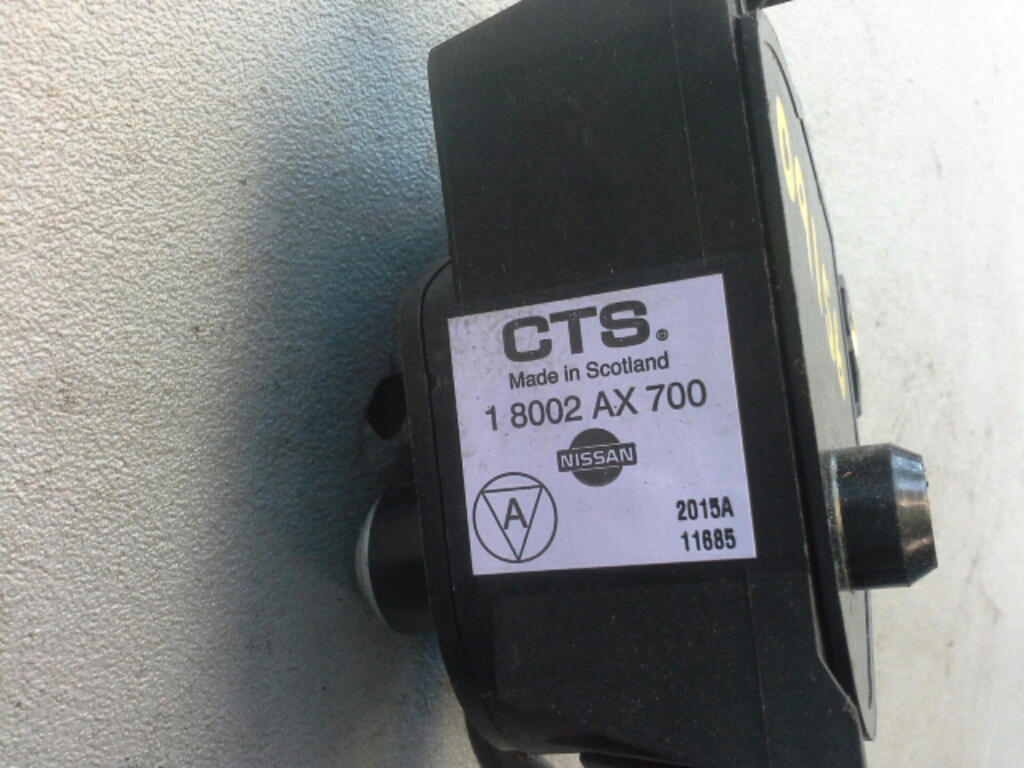 CTS®
Made in Scotland
1 8002 AX 700
NISSAN
A
2015A
11685